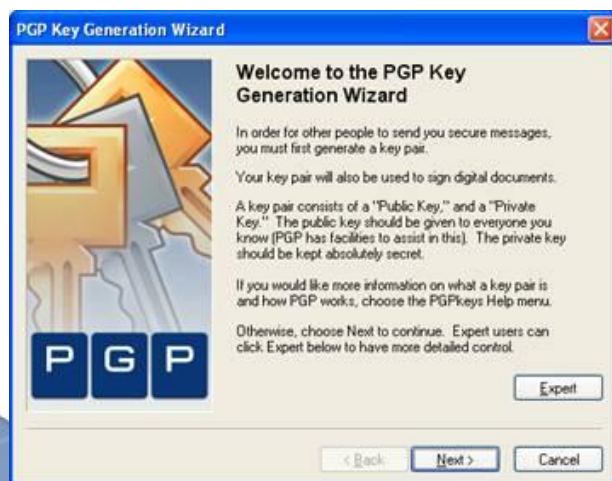 PGP Key Generation Wizard
Welcome to the PGP Key
Generation Wizard
In order for other people to send you secure messages,
you must first generate a key pair.
Your key pair will also be used to sign digital documents.
A key pair consists of a "Public Key," and a "Private
Key." The public key should be given to everyone you
know (PGP has facilities to assist in this). The private key
should be kept absolutely secret.
If you would like more information on what a key pair is
and how PGP works, choose the PGPkeys Help menu.
Otherwise, choose Next to continue. Expert users can
click Expert below to have more detailed control.
P G P
Expert
< Back Next > Cancel